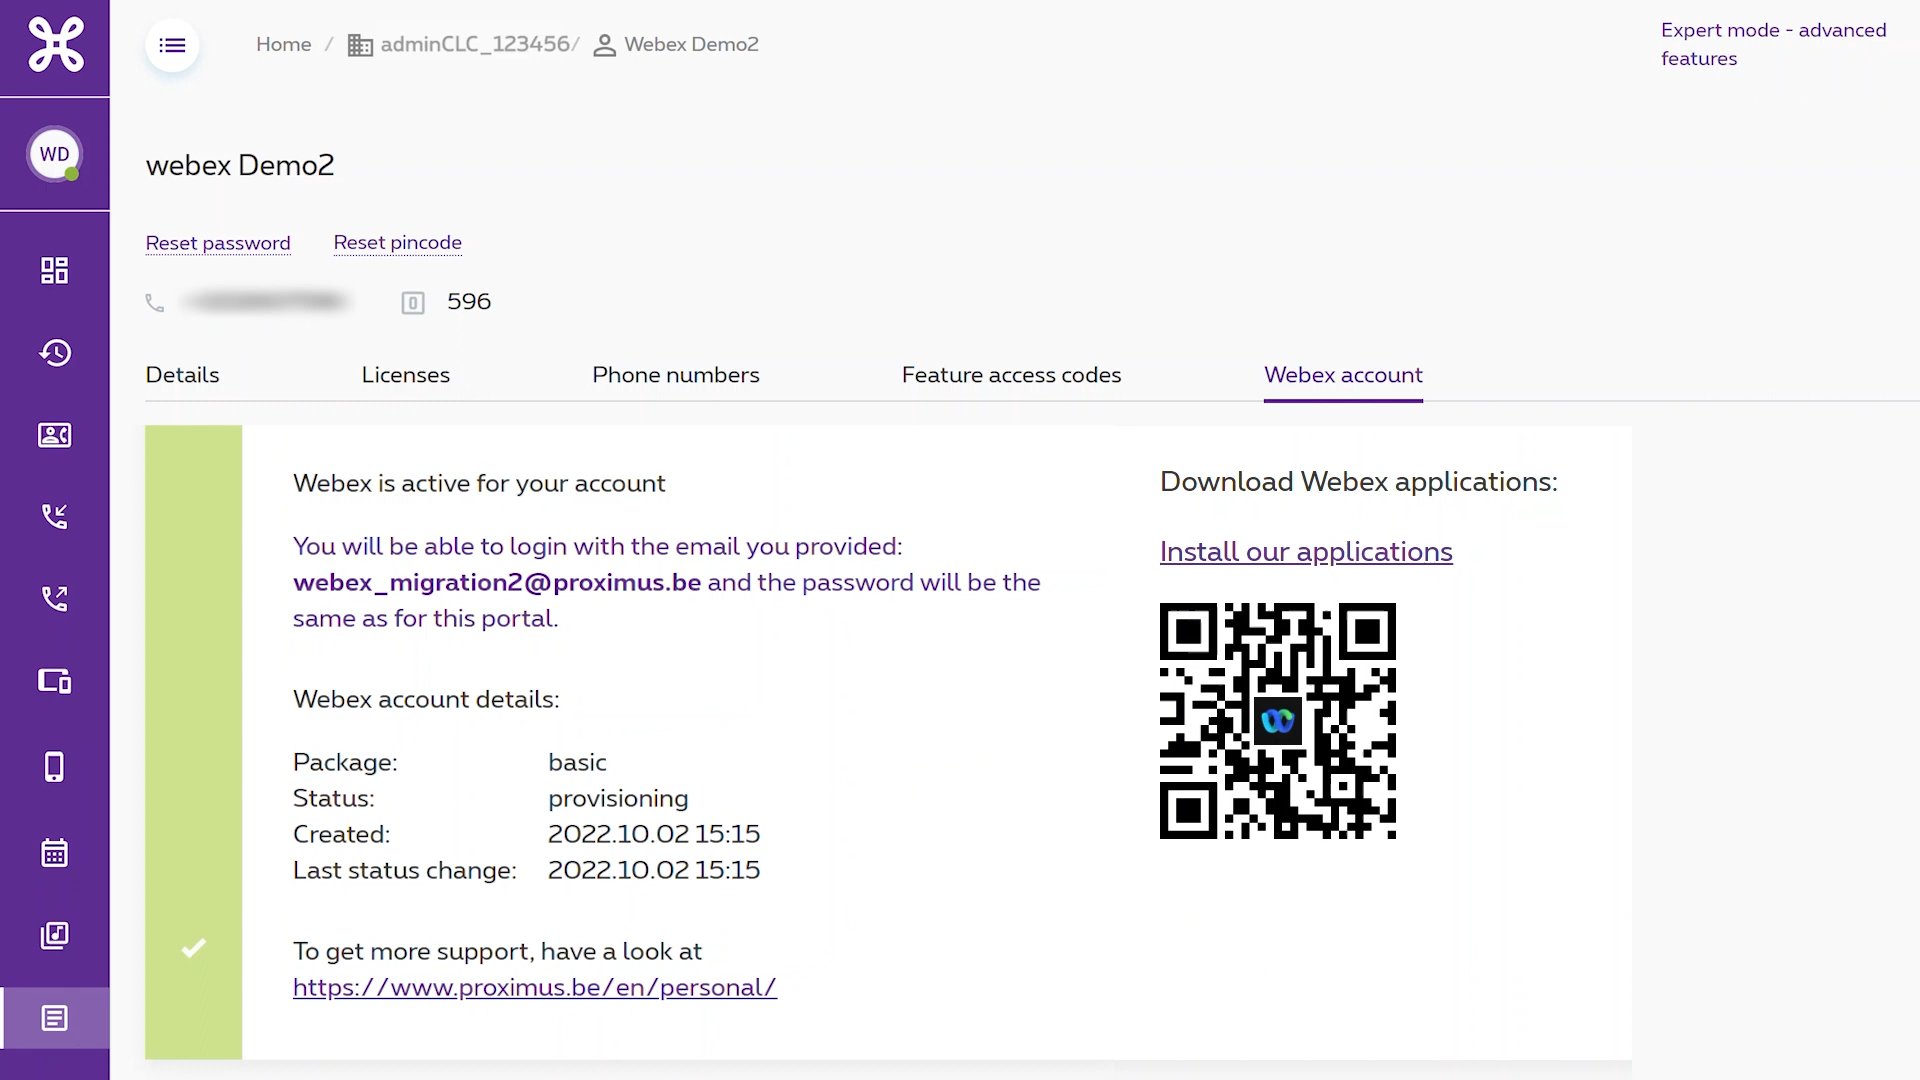 Home / adminCLC_123456/ Webex Demo2
Expert mode - advanced
features
WD
webex Demo2
Reset password Reset pincode
596
Details Licenses Phone numbers Feature access codes Webex account
Webex is active for your account
You will be able to login with the email you provided:
webex_migration2@proximus.be and the password will be the
same as for this portal.
Webex account details:
Package: basic
Status: provisioning
Created: 2022.10.02 15:15
Last status change: 2022.10.02 15:15
To get more support, have a look at
https://www.proximus.be/en/personal/
Download Webex applications:
Install our applications